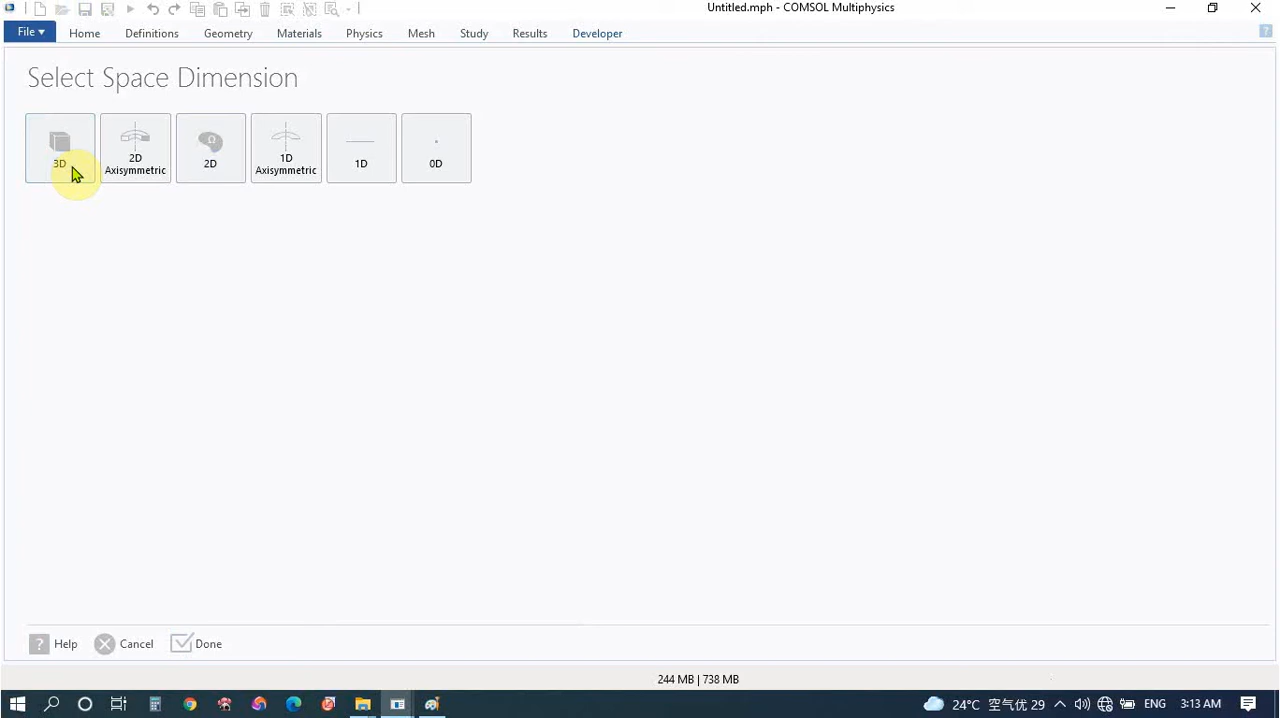 Untitled.mph - COMSOL Multiphysics
File Home Definitions Geometry Materials Physics Mesh Study Results Developer
?
Select Space Dimension
3D
2D
Axisymmetric
2D
1D
Axisymmetric
1D
0D
? Help Cancel Done
244 MB | 738 MB
24°C 空气优 29 ENG 3:13 AM